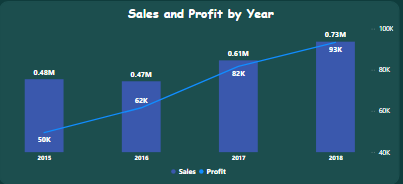 Sales and Profit by Year
100K
0.73M
0.61M
93K
0.48M
0.47M
82K
80K
62K
60K
50K
40K
2015 2016 2017 2018
Sales Profit